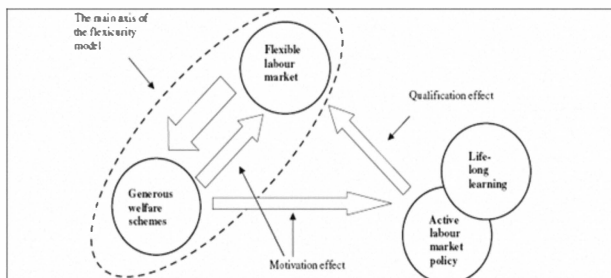 The main axis of
the flexicurity
model
Flexible
labour
market
Qualification effect
Life-
long
learning
Generous
welfare
schemes
Active
labour
market
policy
Motivation effect